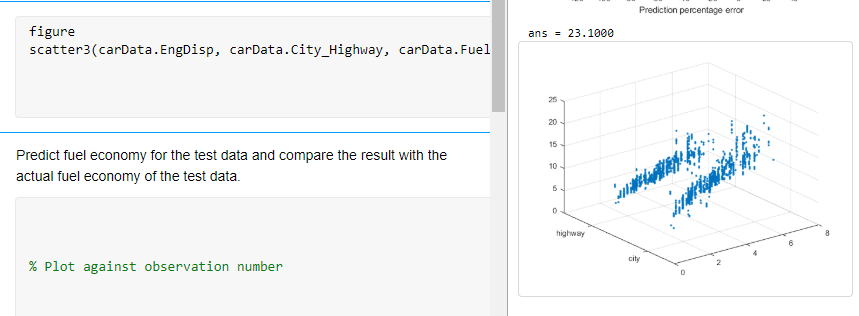 figure
scatter3(carData.EngDisp, carData.City_Highway, carData.Fuel
Predict fuel economy for the test data and compare the result with the
actual fuel economy of the test data.
% Plot against observation number
Prediction percentage error
ans = 23.1000
25
20
15
10
5
0
highway
city
0
2
4
6
8